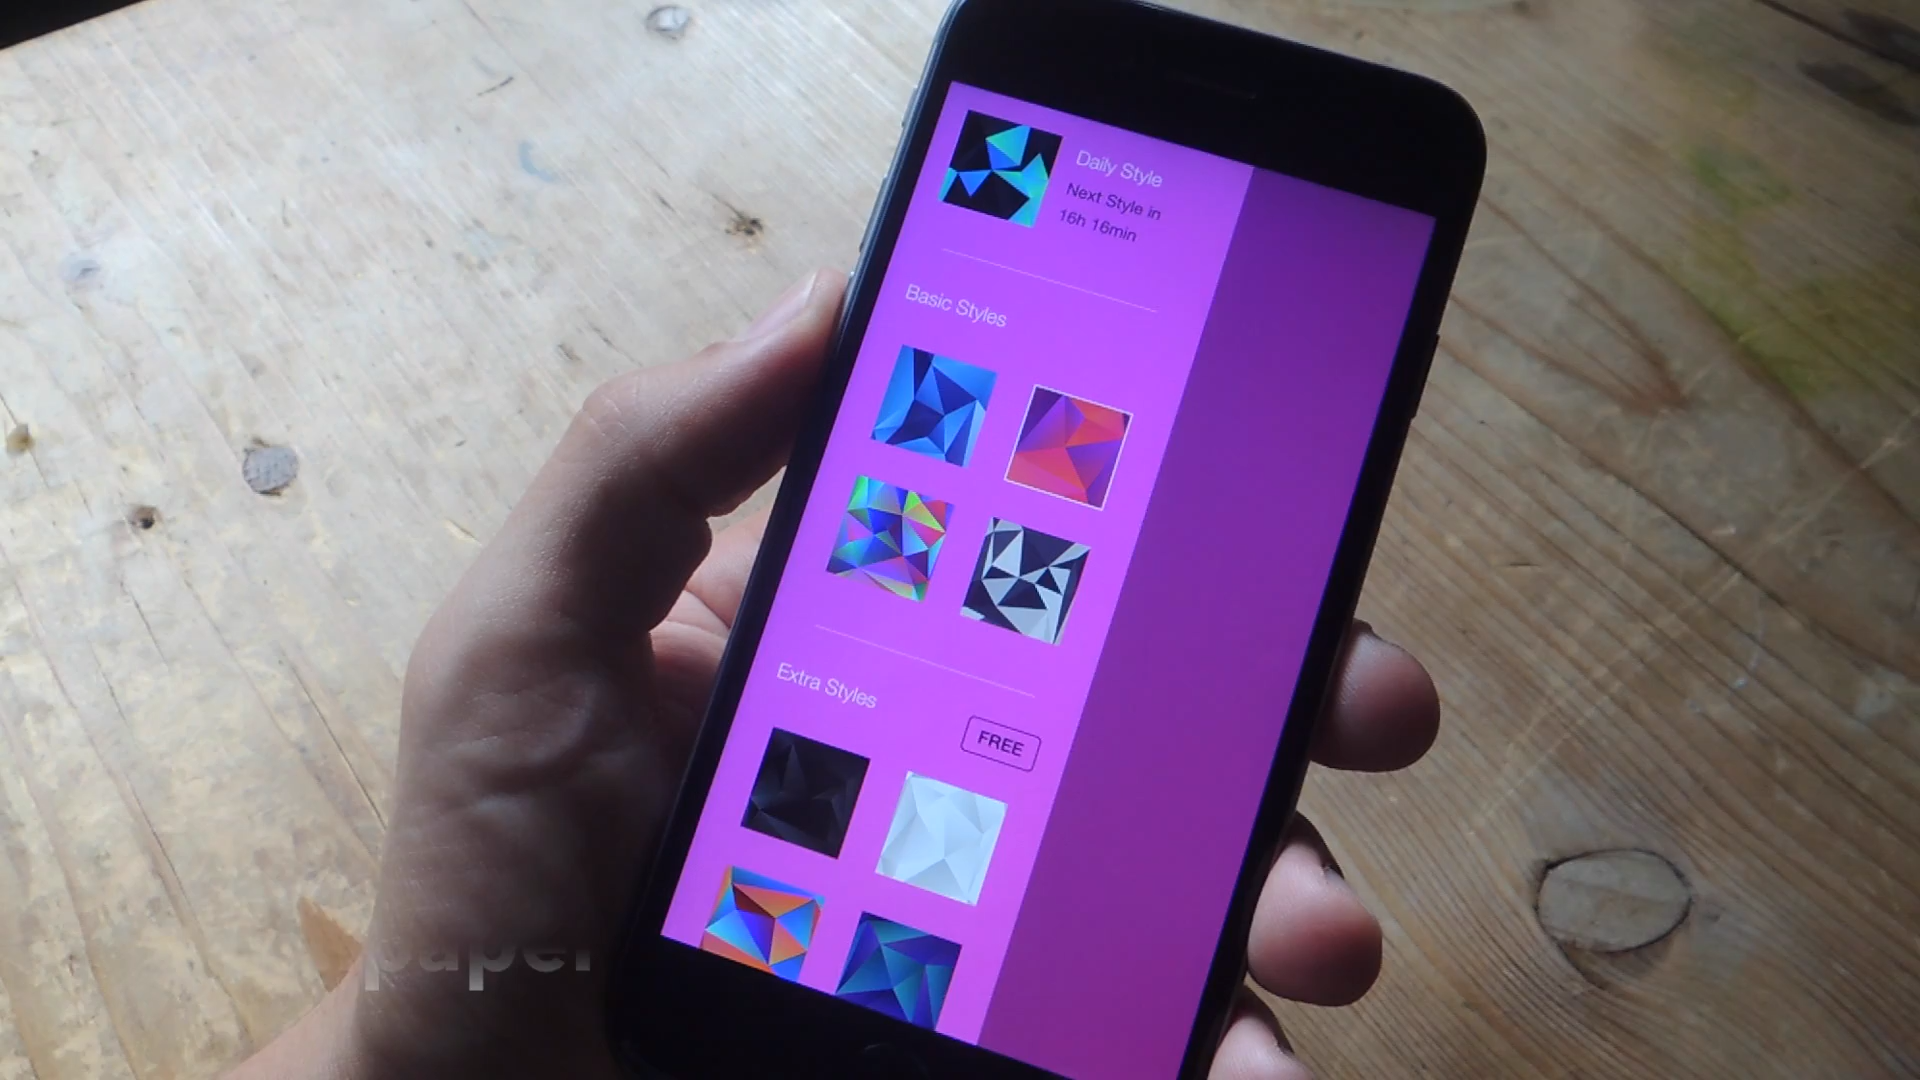 Daily Style
Next Style in
16h 16min
Basic Styles
Extra Styles
FREE
paper